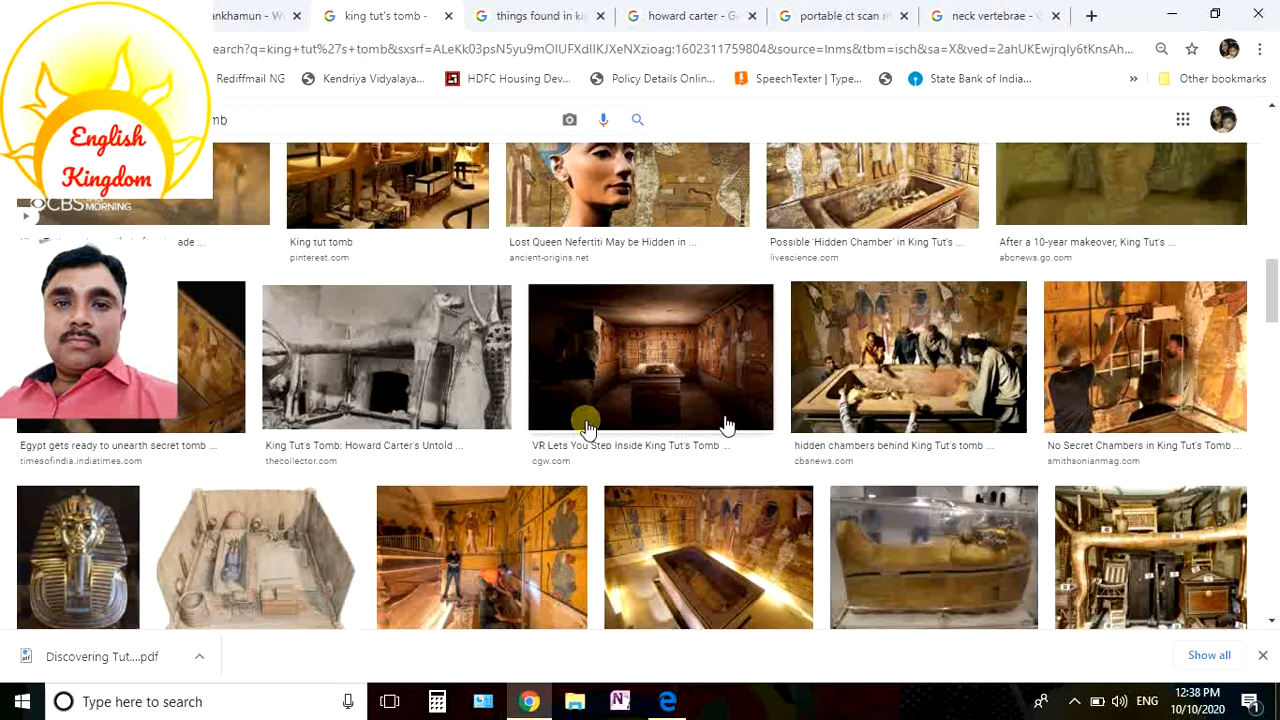 ankhamun - W
king tut's tomb -
things found in ki
howard carter - G
portable ct scan m
neck vertebrae - G
search?q=king+tut%27s+tomb&sxsrf=ALeKk03psN5yu9mOIUFXdIlKJXeNXzioag:1602311759804&source=lnms&tbm=isch&sa=X&ved=2ahUKEwjrqIy6tKnsAh...
Rediffmail NG
Kendriya Vidyalaya...
HDFC Housing Dev...
Policy Details Onlin...
SpeechTexter | Type...
State Bank of India...
»
Other bookmarks
English
Kingdom
mb
CBS THIS
MORNING
ade ...
King tut tomb
pinterest.com
Lost Queen Nefertiti May be Hidden in ...
ancient-origins.net
Possible 'Hidden Chamber' in King Tut's ...
livescience.com
After a 10-year makeover, King Tut's ...
abcnews.go.com
Egypt gets ready to unearth secret tomb ...
timesofindia.indiatimes.com
King Tut's Tomb: Howard Carter's Untold ...
thecollector.com
VR Lets You Step Inside King Tut's Tomb ...
cgw.com
hidden chambers behind King Tut's tomb ...
cbsnews.com
No Secret Chambers in King Tut's Tomb ...
smithsonianmag.com
Discovering Tut....pdf
Show all
Type here to search
ENG
12:38 PM
10/10/2020